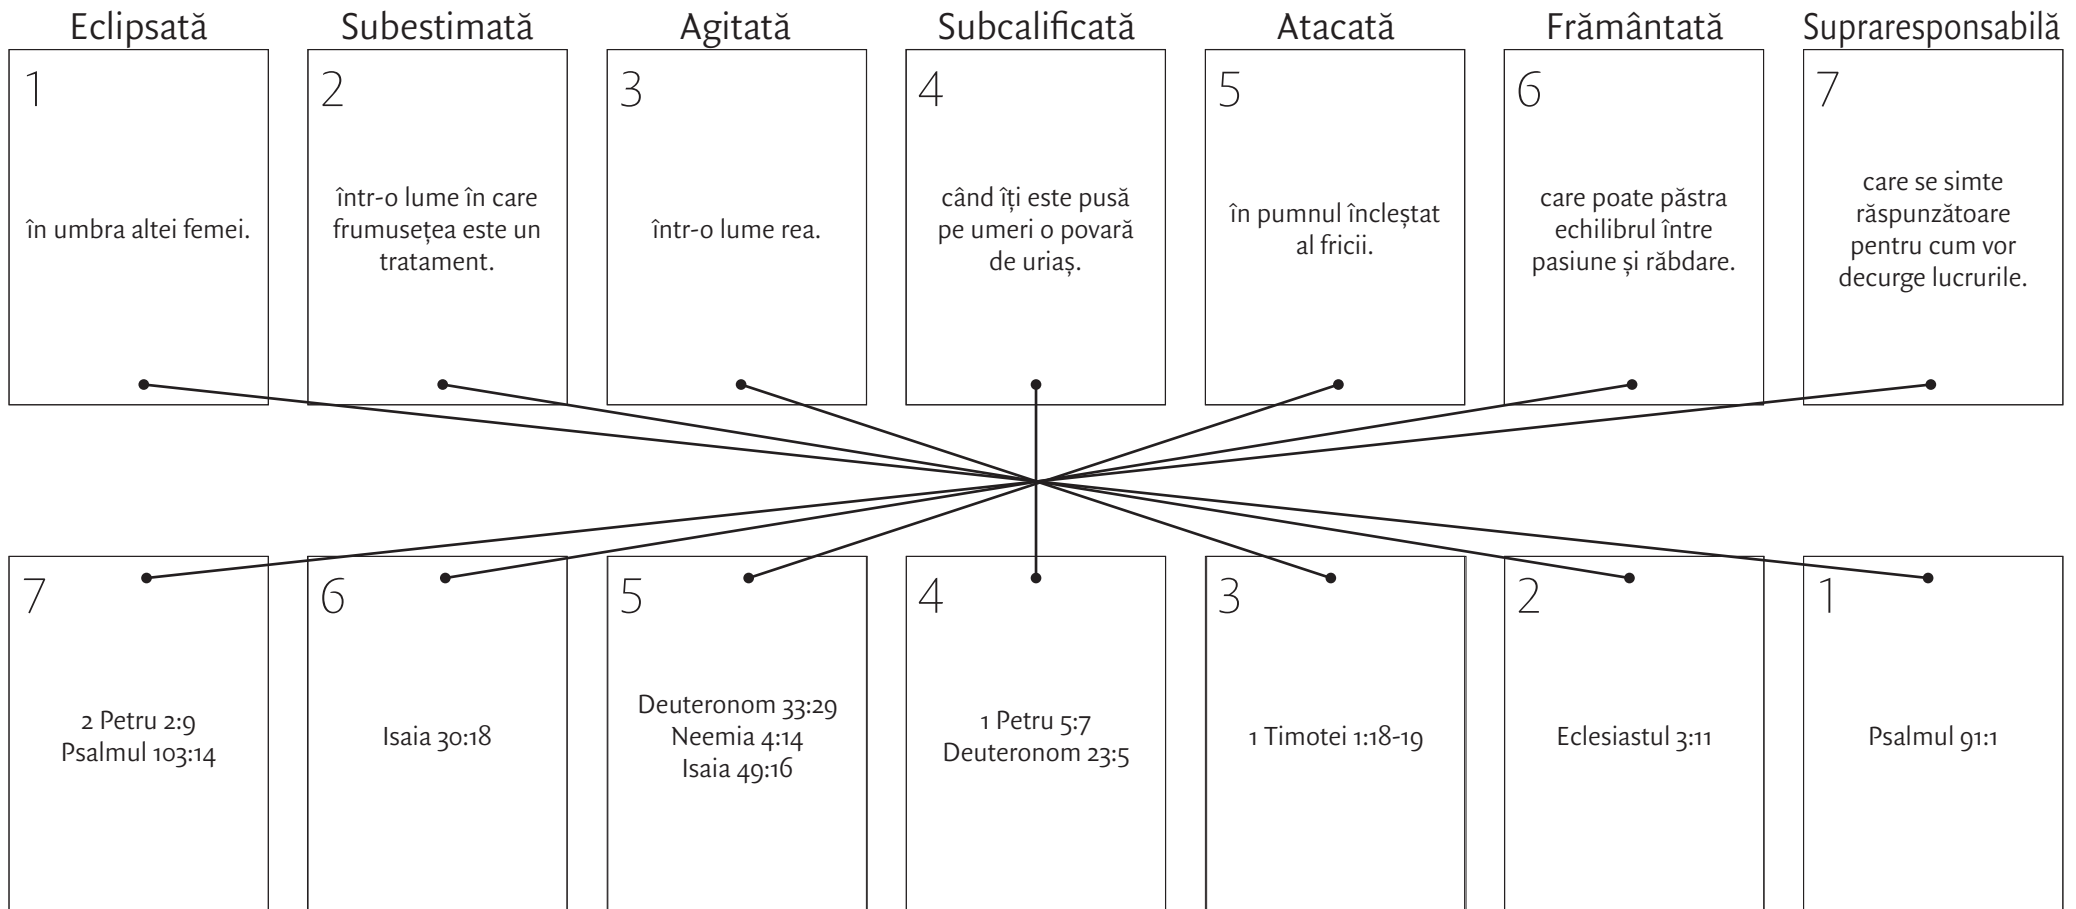 Eclipsată
Subestimată
Agitată
Subcalificată
Atacată
Frământată
Supraresponsabilă
1
în umbra altei femei.
2
într-o lume în care
frumusețea este un
tratament.
3
într-o lume rea.
4
când îți este pusă
pe umeri o povară
de uriaș.
5
în pumnul încleștat
al fricii.
6
care poate păstra
echilibrul între
pasiune și răbdare.
7
care se simte
răspunzătoare
pentru cum vor
decurge lucrurile.
7
2 Petru 2:9
Psalmul 103:14
6
Isaia 30:18
5
Deuteronom 33:29
Neemia 4:14
Isaia 49:16
4
1 Petru 5:7
Deuteronom 23:5
3
1 Timotei 1:18-19
2
Eclesiastul 3:11
1
Psalmul 91:1